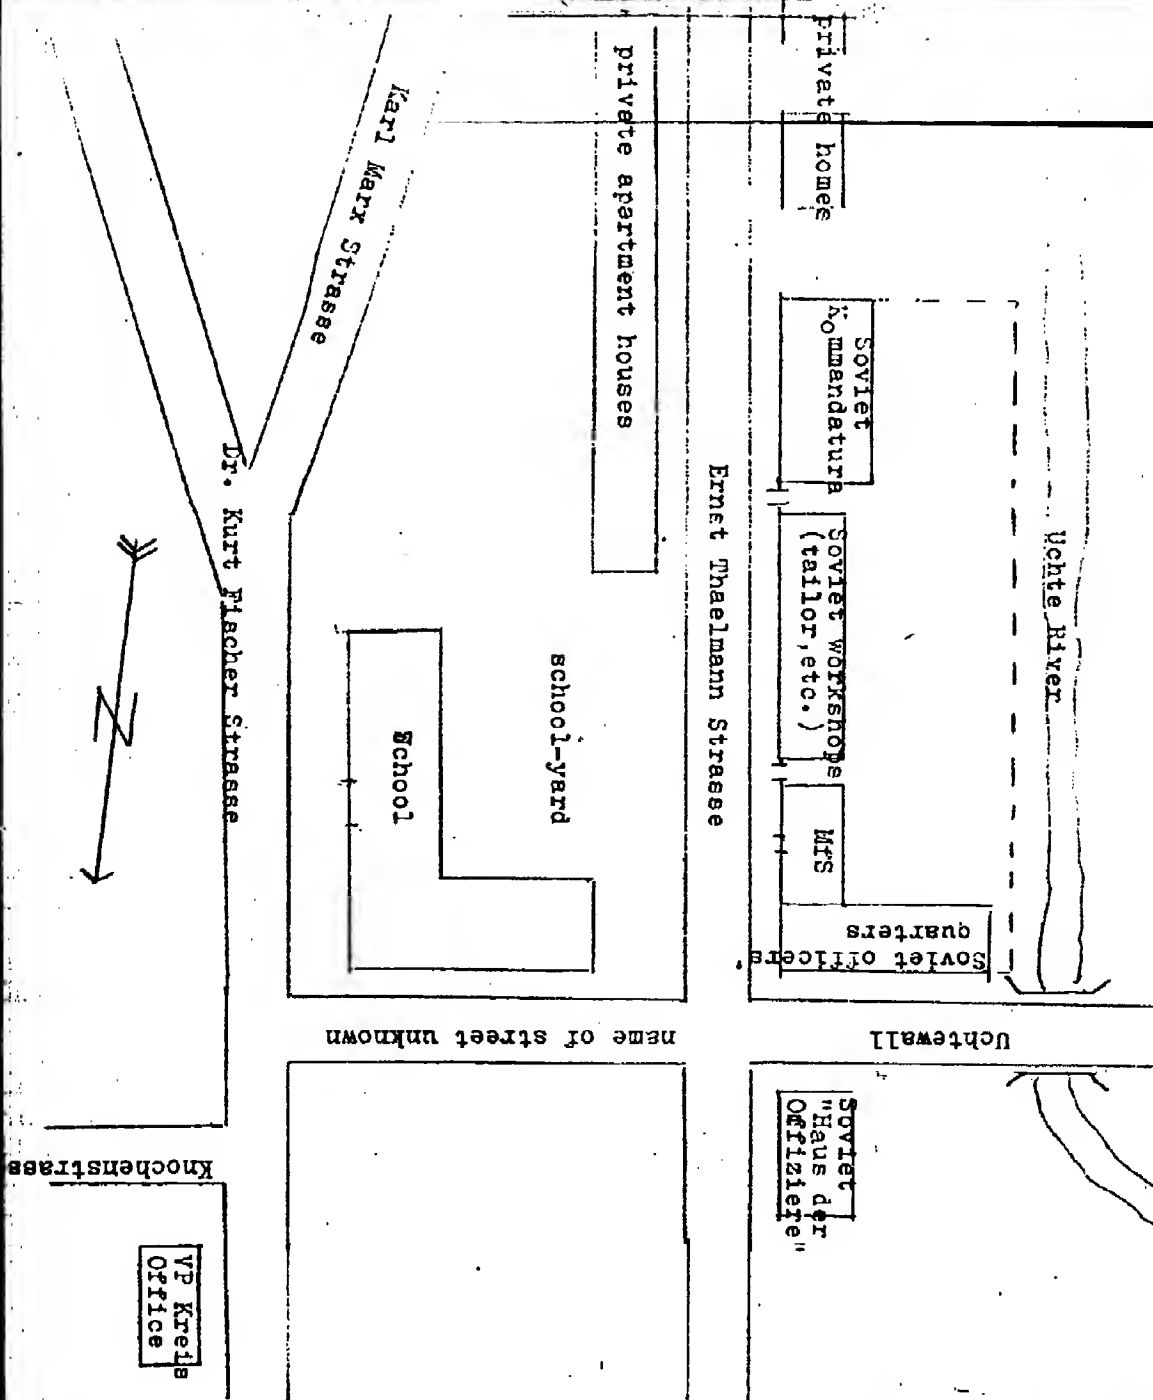 private homes
private apartment houses
Karl Marx Strasse
Soviet
Kommandatura
Ernst Thaelmann Strasse
Uchte River
Dr. Kurt Fischer Strasse
Soviet workshops
(tailor,etc.)
school-yard
School
N
MfS
Soviet officers'
quarters
name of street unknown
Uchtewall
Soviet
"Haus der
Offiziere"
Knochenstrass
VP Kreis
Office